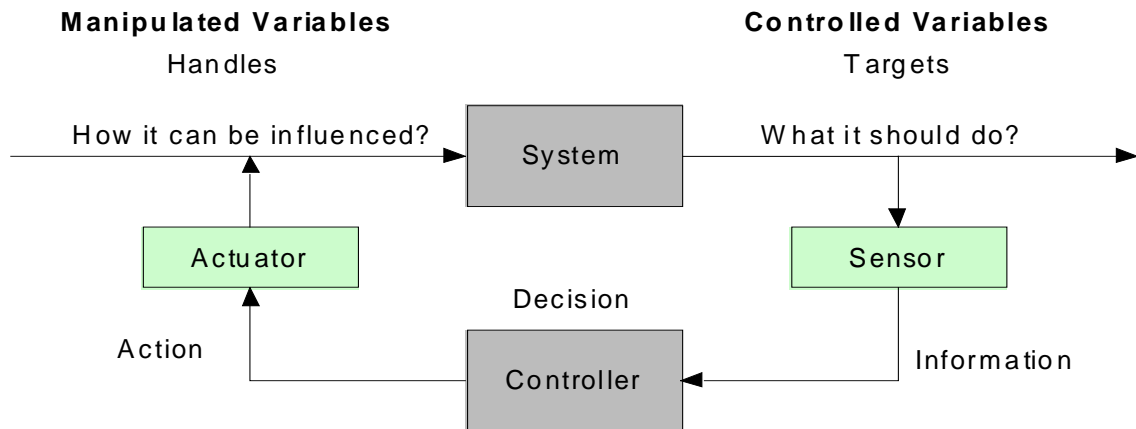 Manipulated Variables
Handles
Controlled Variables
Targets
How it can be influenced?
System
What it should do?
Actuator
Sensor
Decision
Action
Controller
Information